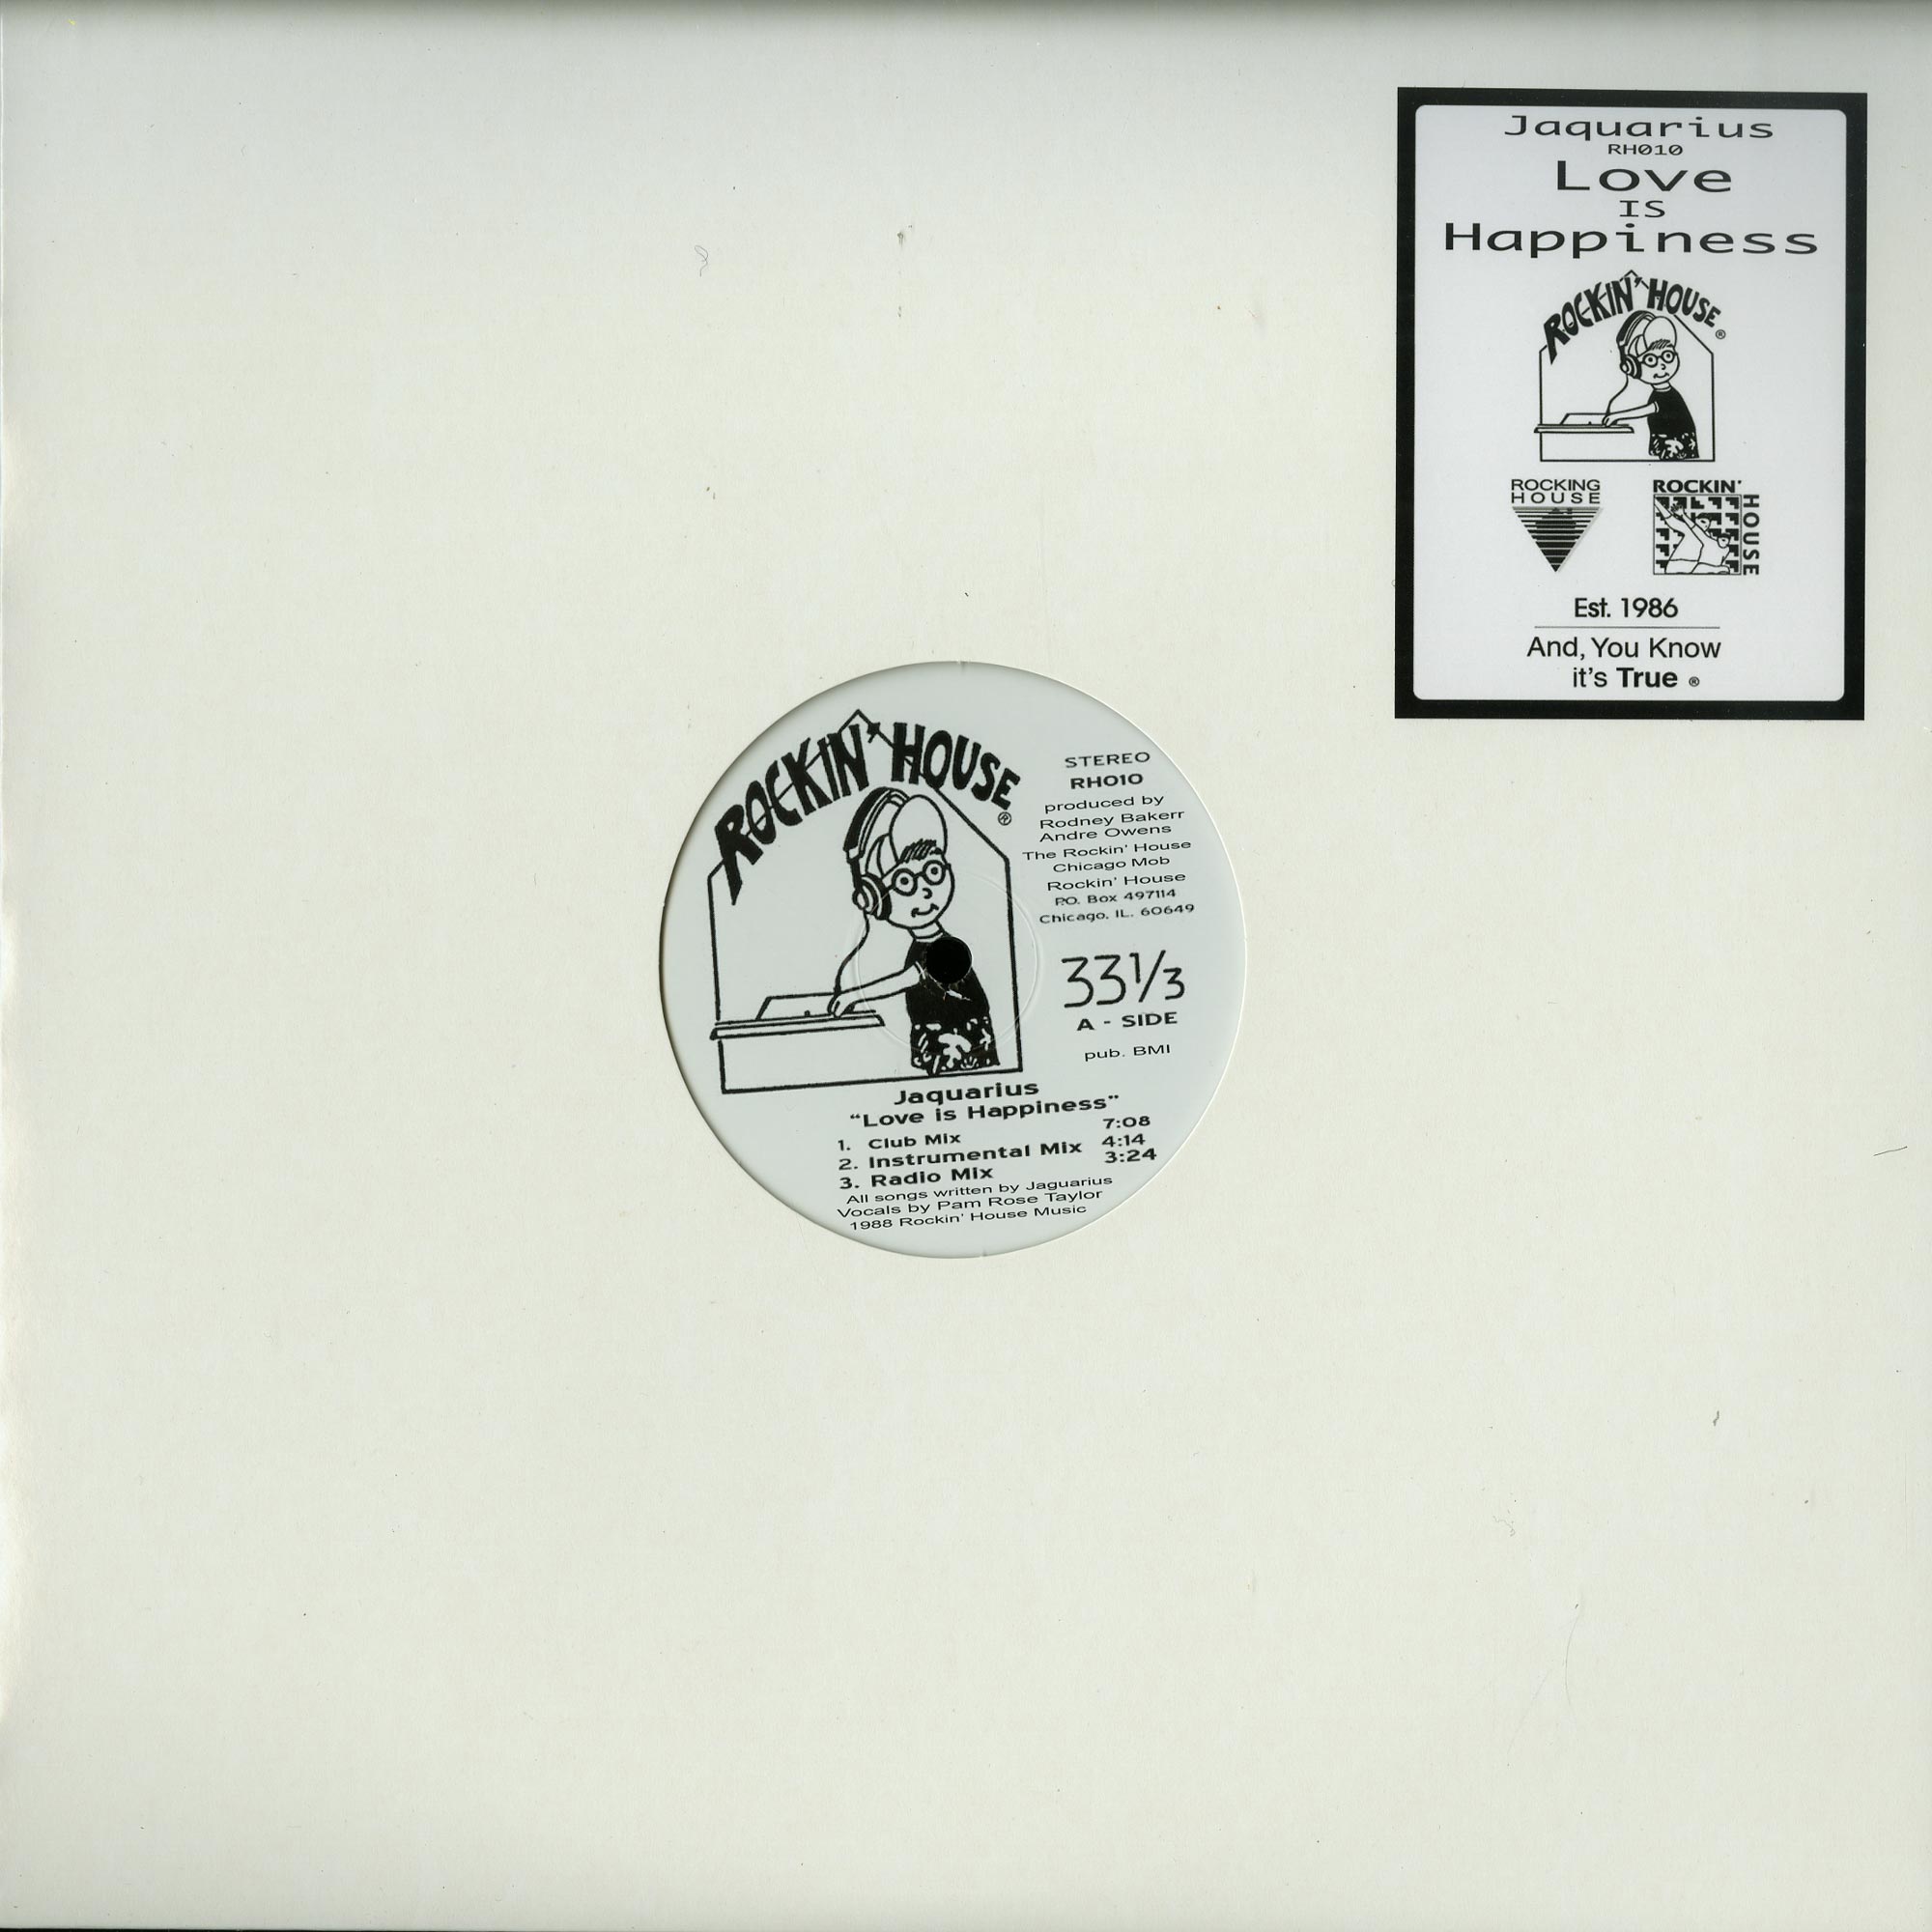 Jaquarius
RH010
Love
IS
Happiness
ROCKIN' HOUSE ®
ROCKING
HOUSE
ROCKIN'
HOUSE
Est. 1986
And, You Know
it's True ®
ROCKIN' HOUSE ®
STEREO
RH010
produced by
Rodney Bakerr
Andre Owens
The Rockin' House
Chicago Mob
Rockin' House
P.O. Box 497114
Chicago, IL. 60649
33 1/3
A - SIDE
pub. BMI
Jaquarius
"Love is Happiness"
1. Club Mix 7:08
2. Instrumental Mix 4:14
3. Radio Mix 3:24
All songs written by Jaguarius
Vocals by Pam Rose Taylor
1988 Rockin' House Music